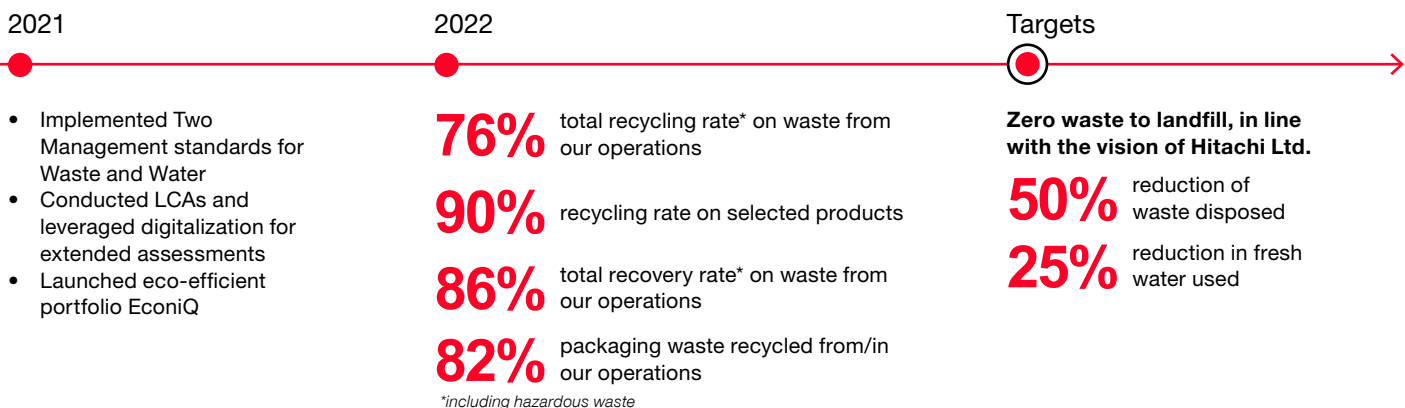 2021
• Implemented Two
Management standards for
Waste and Water
• Conducted LCAs and
leveraged digitalization for
extended assessments
• Launched eco-efficient
portfolio EconiQ
2022
76% total recycling rate* on waste from
our operations
90% recycling rate on selected products
86% total recovery rate* on waste from
our operations
82% packaging waste recycled from/in
our operations
*including hazardous waste
Targets
Zero waste to landfill, in line
with the vision of Hitachi Ltd.
50% reduction of
waste disposed
25% reduction in fresh
water used